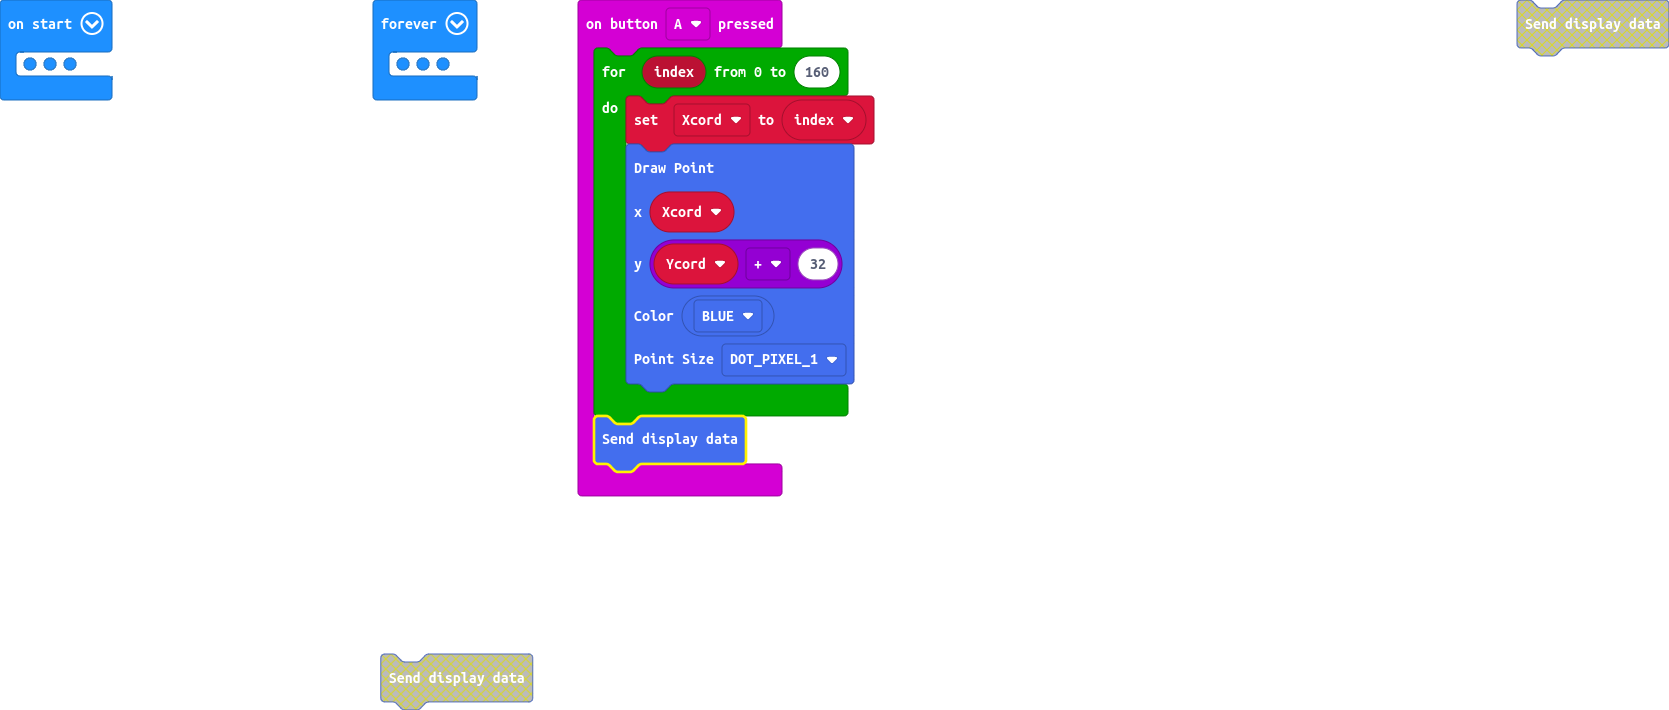 on start
forever
on button A pressed
Send display data
for index from 0 to 160
do
set Xcord to index
Draw Point
x Xcord
y Ycord + 32
Color BLUE
Point Size DOT_PIXEL_1
Send display data
Send display data